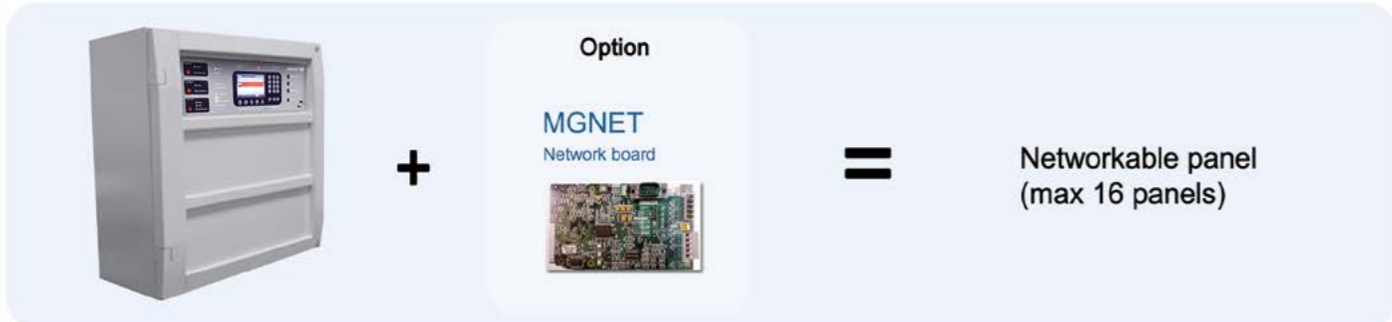 Option
MGNET
Network board
+
=
Networkable panel
(max 16 panels)